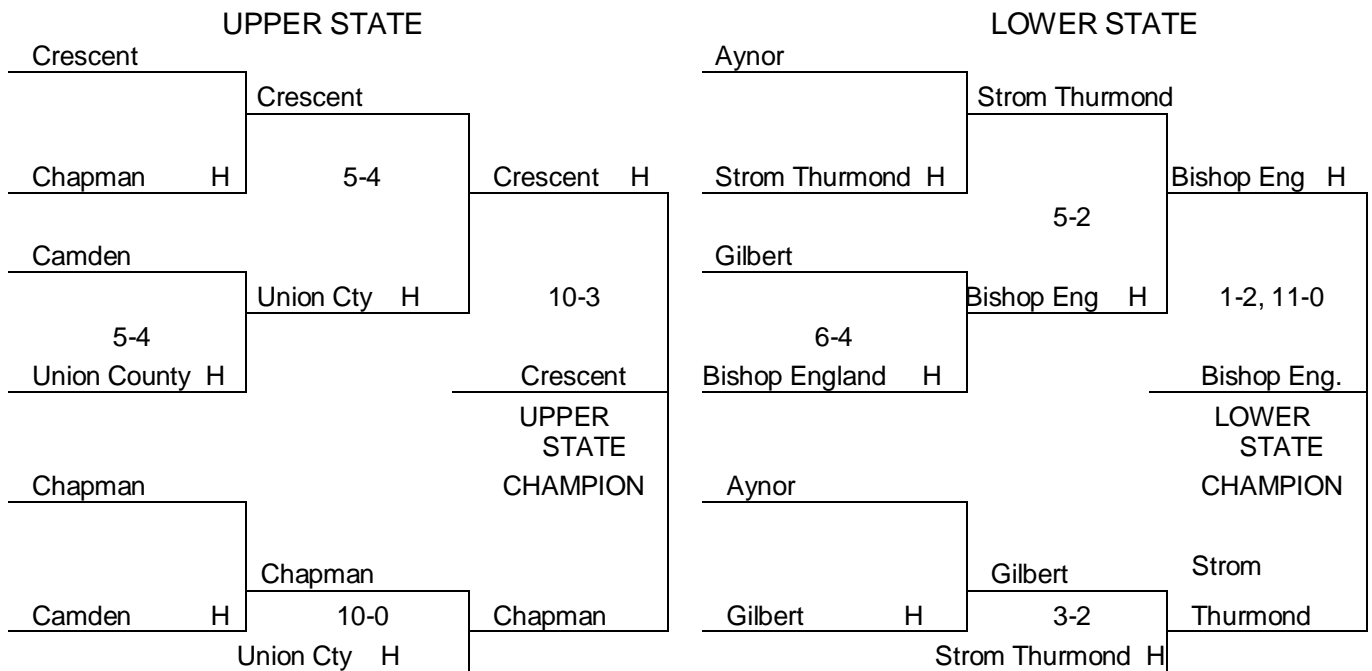 UPPER STATE LOWER STATE
Crescent Aynor
Crescent Strom Thurmond
Chapman H 5-4 Crescent H Strom Thurmond H Bishop Eng H
5-2
Camden Gilbert
Union Cty H 10-3 Bishop Eng H 1-2, 11-0
5-4 6-4
Union County H Crescent Bishop England H Bishop Eng.
UPPER LOWER
STATE STATE
Chapman CHAMPION Aynor CHAMPION
Chapman Gilbert Strom
Camden H 10-0 Chapman Gilbert H 3-2 Thurmond
Union Cty H Strom Thurmond H